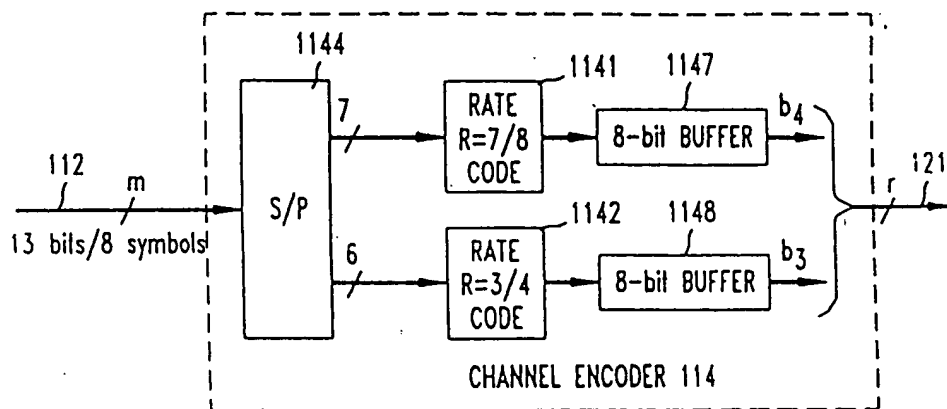 1144
1141
1147
7
RATE
R=7/8
CODE
8-bit BUFFER
b4
112
m
13 bits/8 symbols
S/P
r
121
1142
1148
6
RATE
R=3/4
CODE
8-bit BUFFER
b3
CHANNEL ENCODER 114